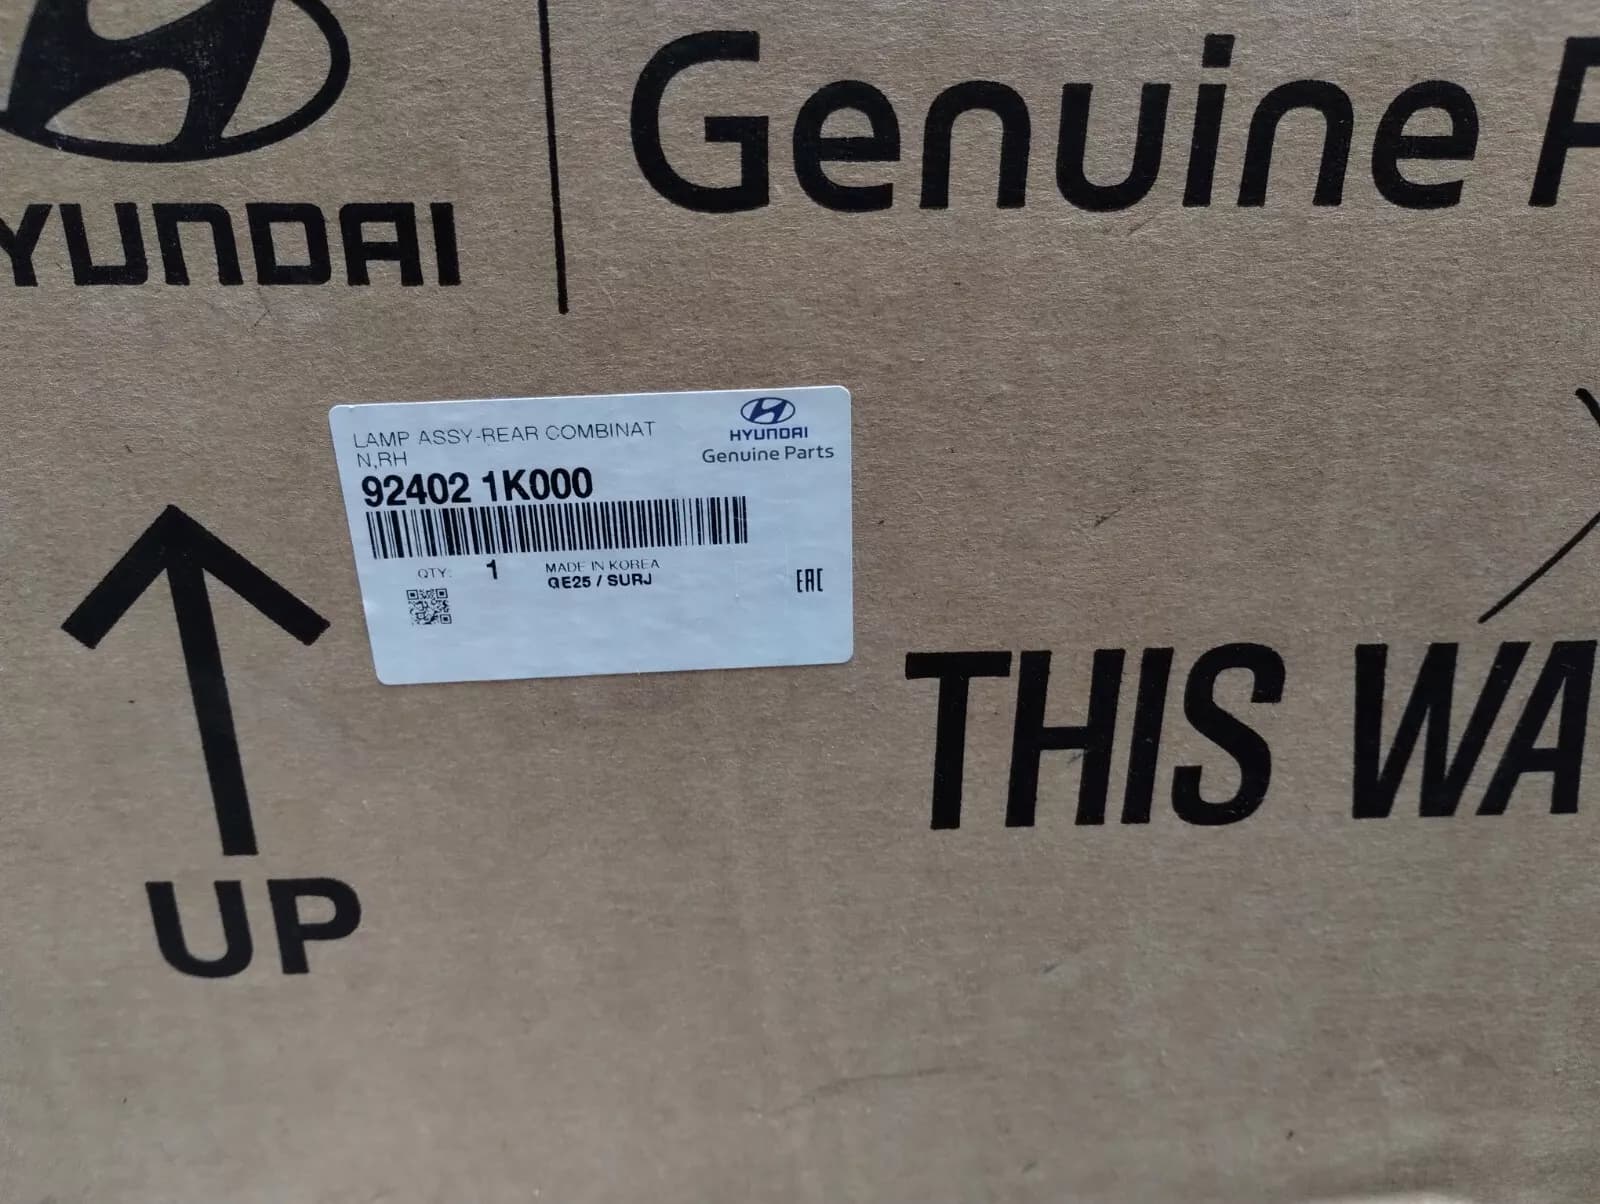 HYUNDAI
Genuine P
LAMP ASSY-REAR COMBINAT
N,RH
92402 1K000
QTY: 1
MADE IN KOREA
GE25 / SURJ
HYUNDAI
Genuine Parts
EAC
UP
THIS WA